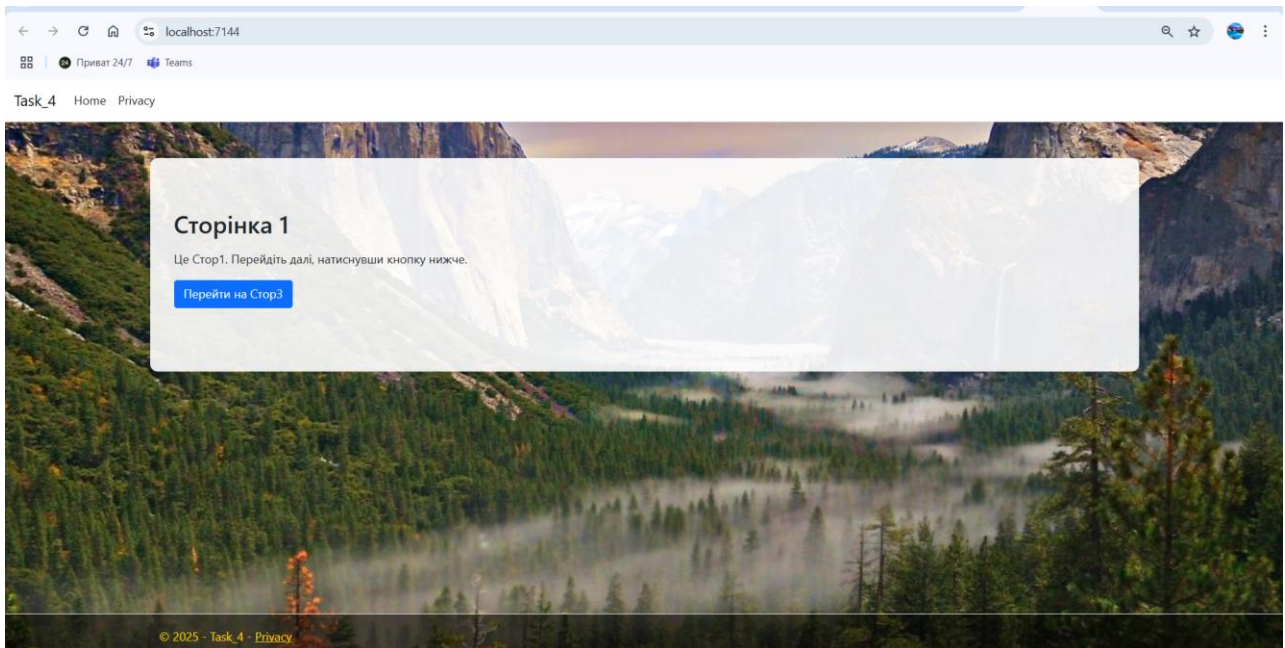 localhost:7144
24 Приват 24/7 Teams
Task_4 Home Privacy
Сторінка 1
Це Стор1. Перейдіть далі, натиснувши кнопку нижче.
Перейти на Стор3
© 2025 - Task_4 - Privacy